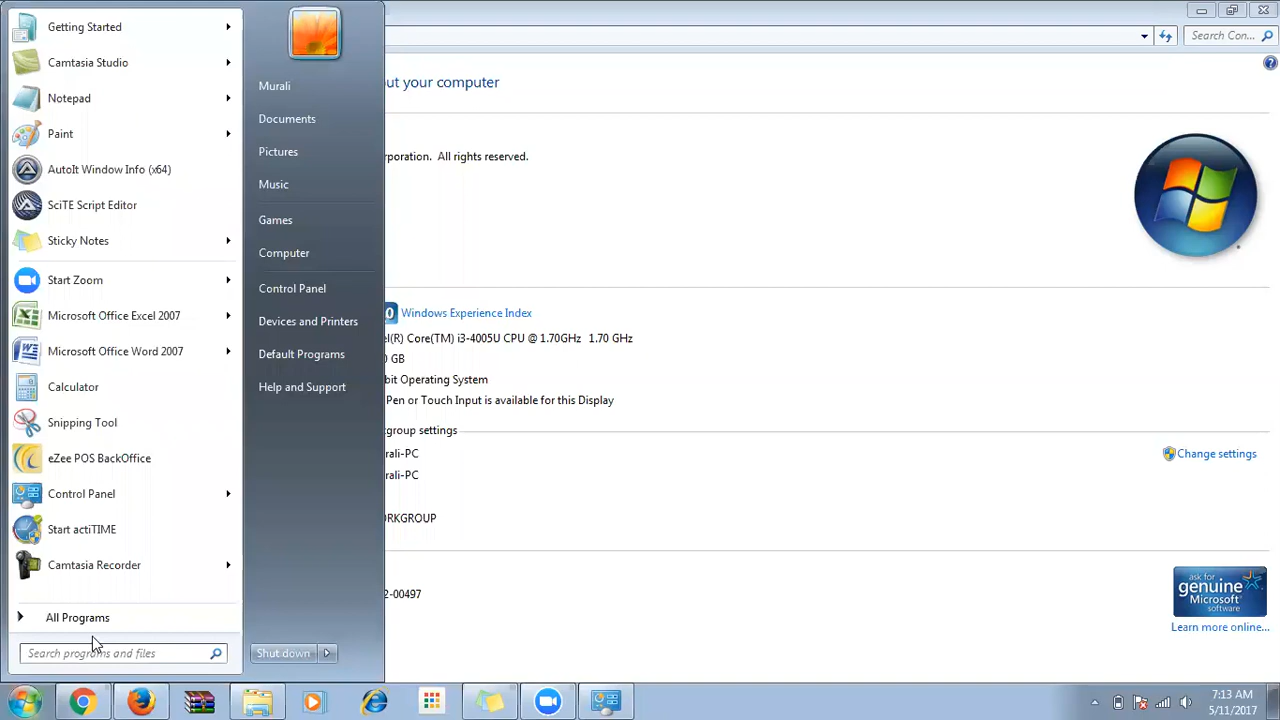 Getting Started
Camtasia Studio
Notepad
Paint
AutoIt Window Info (x64)
SciTE Script Editor
Sticky Notes
Start Zoom
Microsoft Office Excel 2007
Microsoft Office Word 2007
Calculator
Snipping Tool
eZee POS BackOffice
Control Panel
Start actiTIME
Camtasia Recorder
All Programs
Search programs and files
Murali
Documents
Pictures
Music
Games
Computer
Control Panel
Devices and Printers
Default Programs
Help and Support
Shut down
Search Con...
out your computer
rporation. All rights reserved.
0 Windows Experience Index
el(R) Core(TM) i3-4005U CPU @ 1.70GHz 1.70 GHz
0 GB
bit Operating System
Pen or Touch Input is available for this Display
kgroup settings
rali-PC
Change settings
rali-PC
ORKGROUP
2-00497
ask for
genuine
Microsoft
software
Learn more online...
7:13 AM
5/11/2017